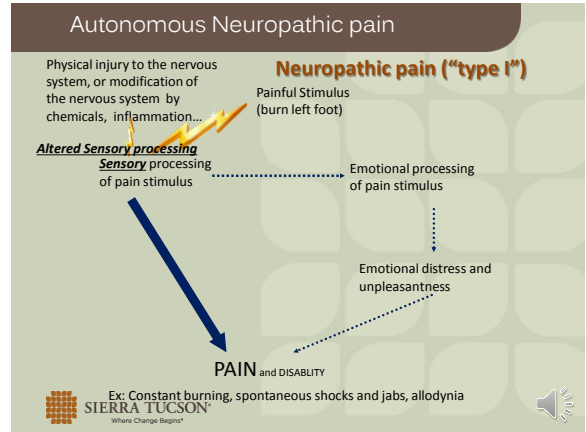 Autonomous Neuropathic pain
Physical injury to the nervous
system, or modification of
the nervous system by
chemicals, inflammation…
Neuropathic pain (“type I”)
Painful Stimulus
(burn left foot)
Altered Sensory processing
Sensory processing
of pain stimulus
Emotional processing
of pain stimulus
Emotional distress and
unpleasantness
PAIN and DISABLITY
Ex: Constant burning, spontaneous shocks and jabs, allodynia
SIERRA TUCSON®
Where Change Begins®